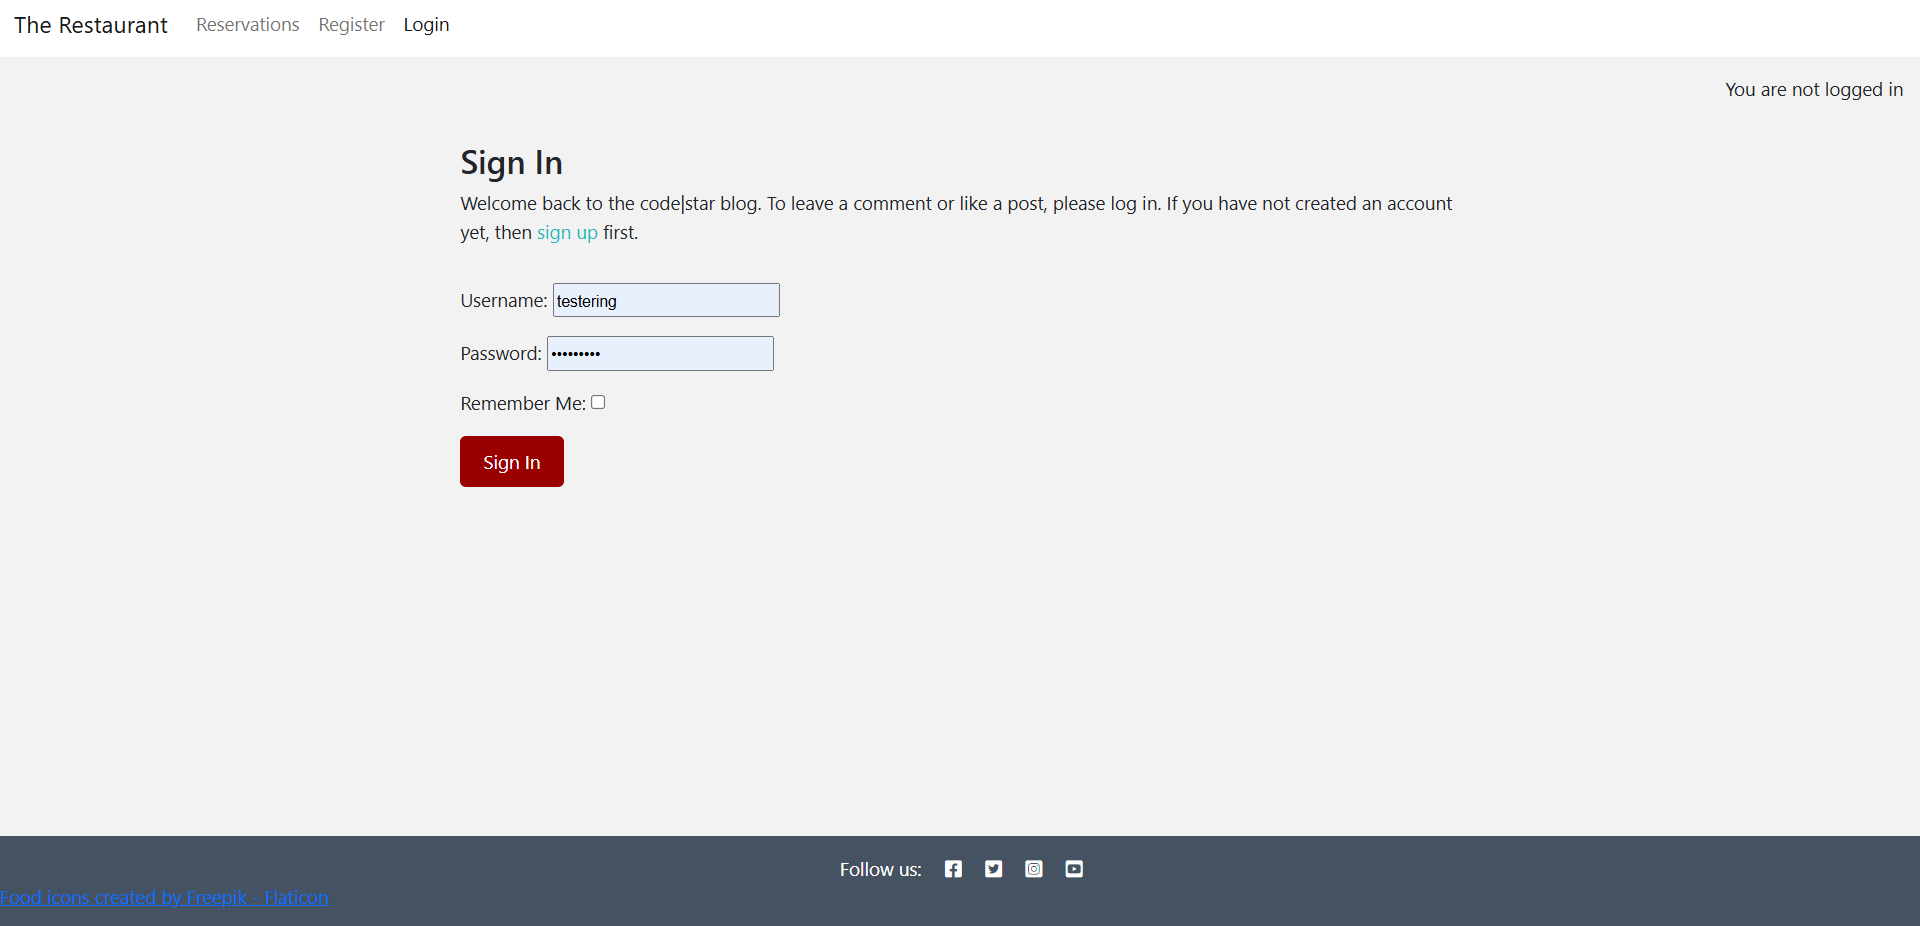 The Restaurant Reservations Register Login
You are not logged in
Sign In
Welcome back to the code|star blog. To leave a comment or like a post, please log in. If you have not created an account
yet, then sign up first.
Username: testering
Password: •••••••••
Remember Me:
Sign In
Follow us:
Food icons created by Freepik - Flaticon